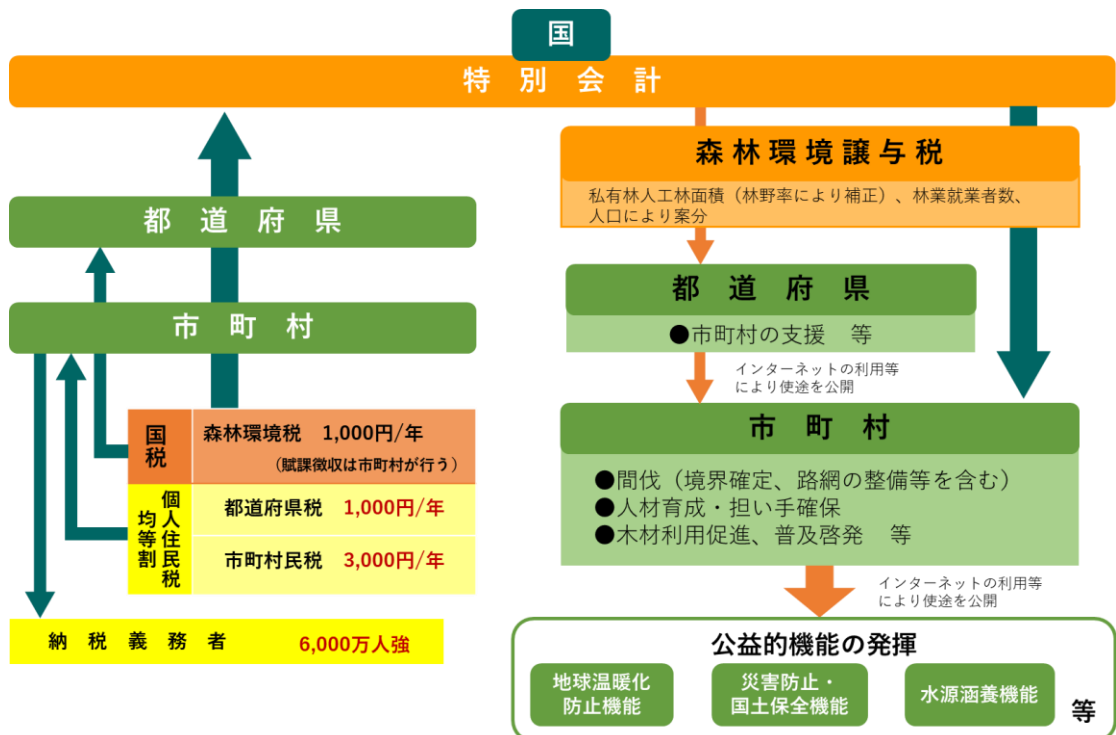 国
特別会計
都道府県
市町村
国税
森林環境税 1,000円/年
(賦課徴収は市町村が行う)
個人住民税
均等割
都道府県税 1,000円/年
市町村民税 3,000円/年
納税義務者 6,000万人強
森林環境譲与税
私有林人工林面積（林野率により補正）、林業就業者数、
人口により案分
都道府県
●市町村の支援 等
インターネットの利用等
により使途を公開
市町村
●間伐（境界確定、路網の整備等を含む）
●人材育成・担い手確保
●木材利用促進、普及啓発 等
インターネットの利用等
により使途を公開
公益的機能の発揮
地球温暖化
防止機能
災害防止・
国土保全機能
水源涵養機能
等